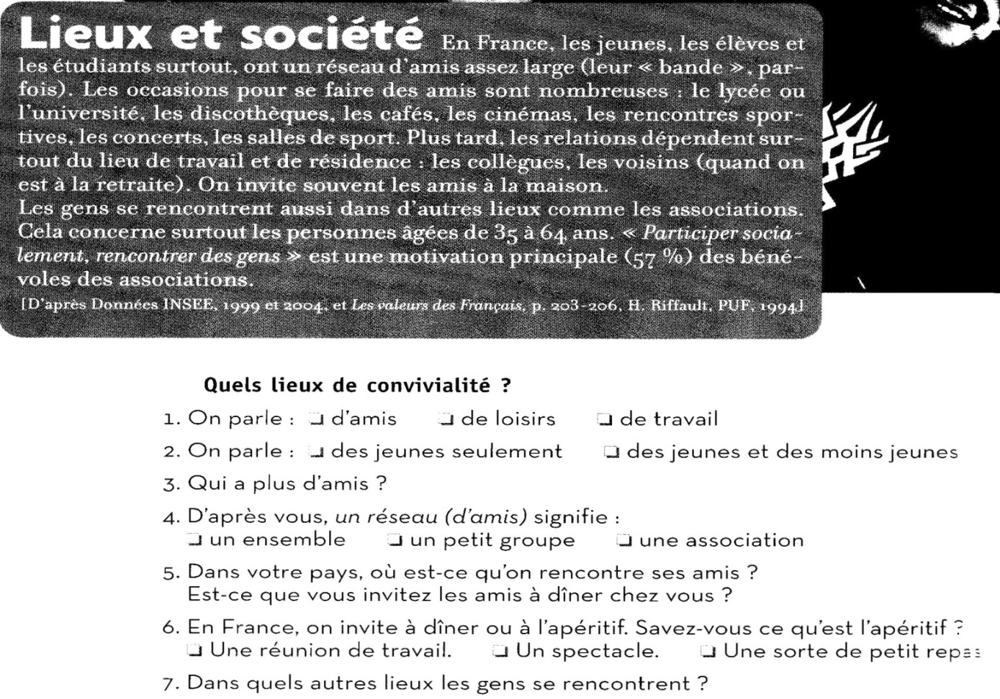 Lieux et société En France, les jeunes, les élèves et
les étudiants surtout, ont un réseau d'amis assez large (leur « bande », par-
fois). Les occasions pour se faire des amis sont nombreuses : le lycée ou
l'université, les discothèques, les cafés, les cinémas, les rencontres spor-
tives, les concerts, les salles de sport. Plus tard, les relations dépendent sur-
tout du lieu de travail et de résidence : les collègues, les voisins (quand on
est à la retraite). On invite souvent les amis à la maison.
Les gens se rencontrent aussi dans d'autres lieux comme les associations.
Cela concerne surtout les personnes âgées de 35 à 64 ans. « Participer socia-
lement, rencontrer des gens » est une motivation principale (57 %) des béné-
voles des associations.
[D'après Données INSEE, 1999 et 2004, et Les valeurs des Français, p. 203-206, H. Riffault, PUF, 1994]
Quels lieux de convivialité ?
1. On parle : ❏ d'amis ❏ de loisirs ❏ de travail
2. On parle : ❏ des jeunes seulement ❏ des jeunes et des moins jeunes
3. Qui a plus d'amis ?
4. D'après vous, un réseau (d'amis) signifie :
❏ un ensemble ❏ un petit groupe ❏ une association
5. Dans votre pays, où est-ce qu'on rencontre ses amis ?
Est-ce que vous invitez les amis à dîner chez vous ?
6. En France, on invite à dîner ou à l'apéritif. Savez-vous ce qu'est l'apéritif ?
❏ Une réunion de travail. ❏ Un spectacle. ❏ Une sorte de petit repas
7. Dans quels autres lieux les gens se rencontrent ?